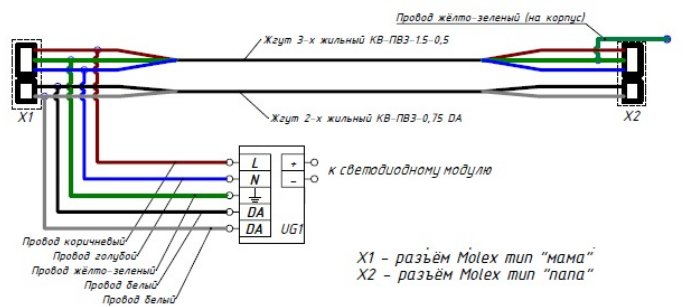 Провод жёлто-зеленый (на корпус)
Жгут 3-х жильный КВ-ПВ3-1.5-0,5
X1
X2
Жгут 2-х жильный КВ-ПВ3-0,75 DA
L
+
N
-
к светодиодному модулю
DA
DA
UG1
Провод коричневый
Провод голубой
Провод жёлто-зеленый
Провод белый
Провод белый
X1 - разъём Molex тип "мама"
X2 - разъём Molex тип "папа"